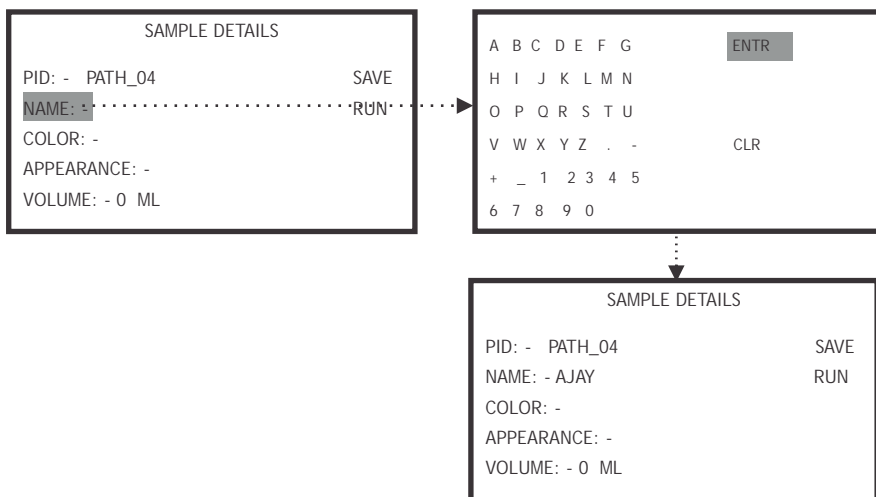 SAMPLE DETAILS
PID: - PATH_04 SAVE
NAME: - RUN
COLOR: -
APPEARANCE: -
VOLUME: - 0 ML
A B C D E F G ENTR
H I J K L M N
O P Q R S T U
V W X Y Z . - CLR
+ _ 1 2 3 4 5
6 7 8 9 0
SAMPLE DETAILS
PID: - PATH_04 SAVE
NAME: - AJAY RUN
COLOR: -
APPEARANCE: -
VOLUME: - 0 ML